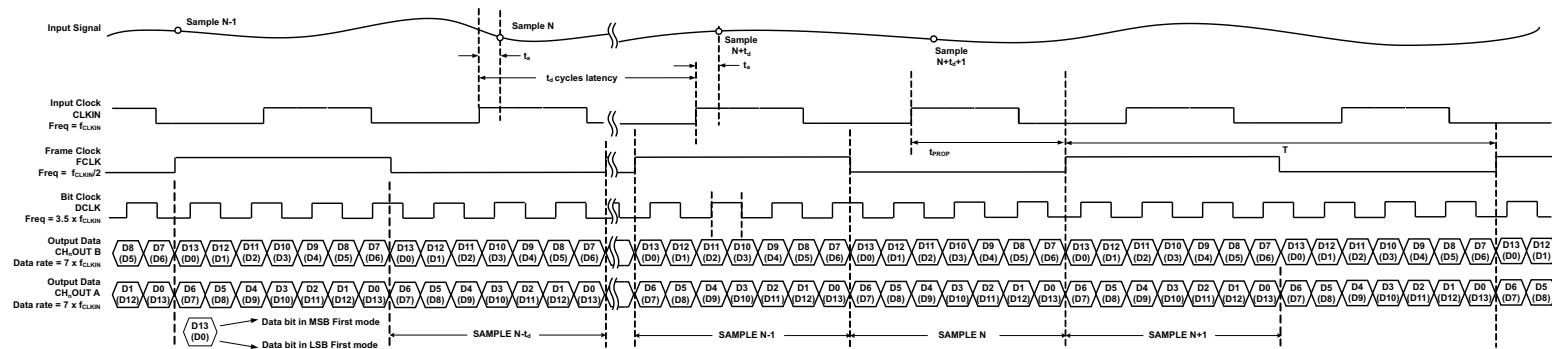 Input Signal
Sample N-1
Sample N
Sample
N+td
Sample
N+td+1
ta
ta
td cycles latency
Input Clock
CLKIN
Freq = fCLKIN
Frame Clock
FCLK
Freq = fCLKIN/2
tPROP
T
Bit Clock
DCLK
Freq = 3.5 x fCLKIN
Output Data
CHnOUT B
Data rate = 7 x fCLKIN
D8 D7 D13 D12 D11 D10 D9 D8 D7 D13 D12 D11 D10 D9 D8 D7 D13 D12 D11 D10 D9 D8 D7 D13 D12 D11 D10 D9 D8 D7 D13 D12 D11 D10 D9 D8 D7 D13 D12 D11 D10 D9 D8 D7 D13 D12
(D5) (D6) (D0) (D1) (D2) (D3) (D4) (D5) (D6) (D0) (D1) (D2) (D3) (D4) (D5) (D6) (D0) (D1) (D2) (D3) (D4) (D5) (D6) (D0) (D1) (D2) (D3) (D4) (D5) (D6) (D0) (D1) (D2) (D3) (D4) (D5) (D6) (D0) (D1) (D2) (D3) (D4) (D5) (D6) (D0) (D1)
Output Data
CHnOUT A
Data rate = 7 x fCLKIN
D1 D0 D6 D5 D4 D3 D2 D1 D0 D6 D5 D4 D3 D2 D1 D0 D6 D5 D4 D3 D2 D1 D0 D6 D5 D4 D3 D2 D1 D0 D6 D5 D4 D3 D2 D1 D0 D6 D5 D4 D3 D2 D1 D0 D6 D5
(D12) (D13) (D7) (D8) (D9) (D10) (D11) (D12) (D13) (D7) (D8) (D9) (D10) (D11) (D12) (D13) (D7) (D8) (D9) (D10) (D11) (D12) (D13) (D7) (D8) (D9) (D10) (D11) (D12) (D13) (D7) (D8) (D9) (D10) (D11) (D12) (D13) (D7) (D8) (D9) (D10) (D11) (D12) (D13) (D7) (D8)
D13
(D0)
Data bit in MSB First mode
Data bit in LSB First mode
SAMPLE N-td
SAMPLE N-1
SAMPLE N
SAMPLE N+1